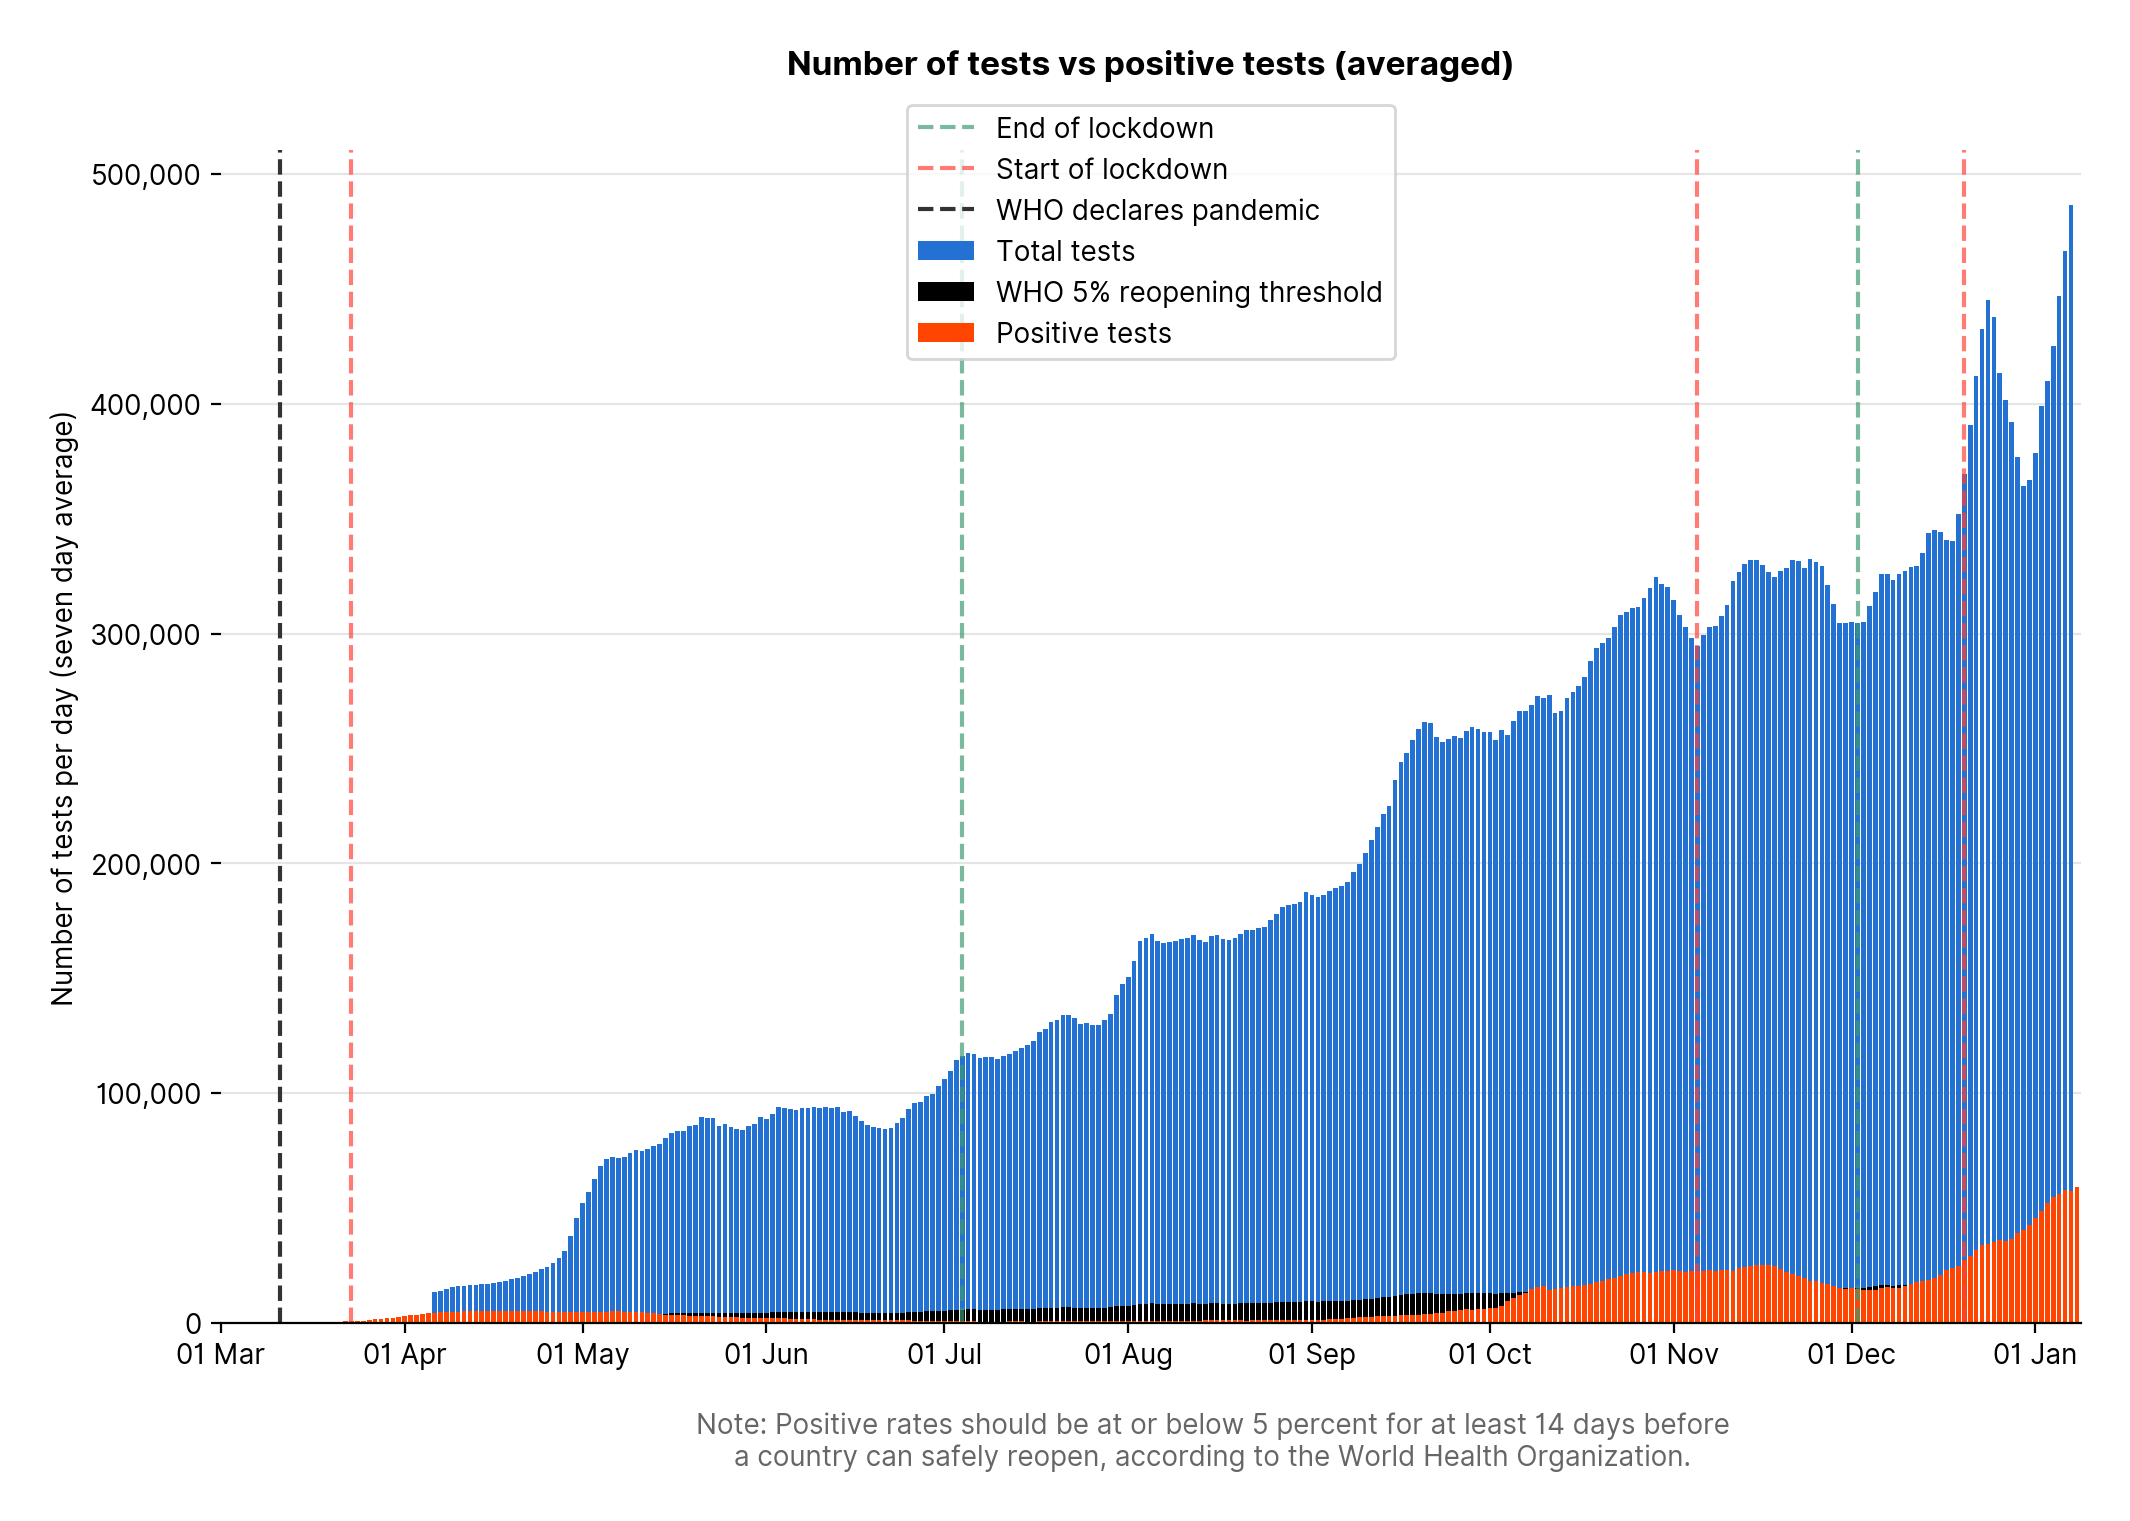 Number of tests vs positive tests (averaged)
End of lockdown
Start of lockdown
WHO declares pandemic
Total tests
WHO 5% reopening threshold
Positive tests
Number of tests per day (seven day average)
500,000
400,000
300,000
200,000
100,000
0
01 Mar 01 Apr 01 May 01 Jun 01 Jul 01 Aug 01 Sep 01 Oct 01 Nov 01 Dec 01 Jan
Note: Positive rates should be at or below 5 percent for at least 14 days before
a country can safely reopen, according to the World Health Organization.